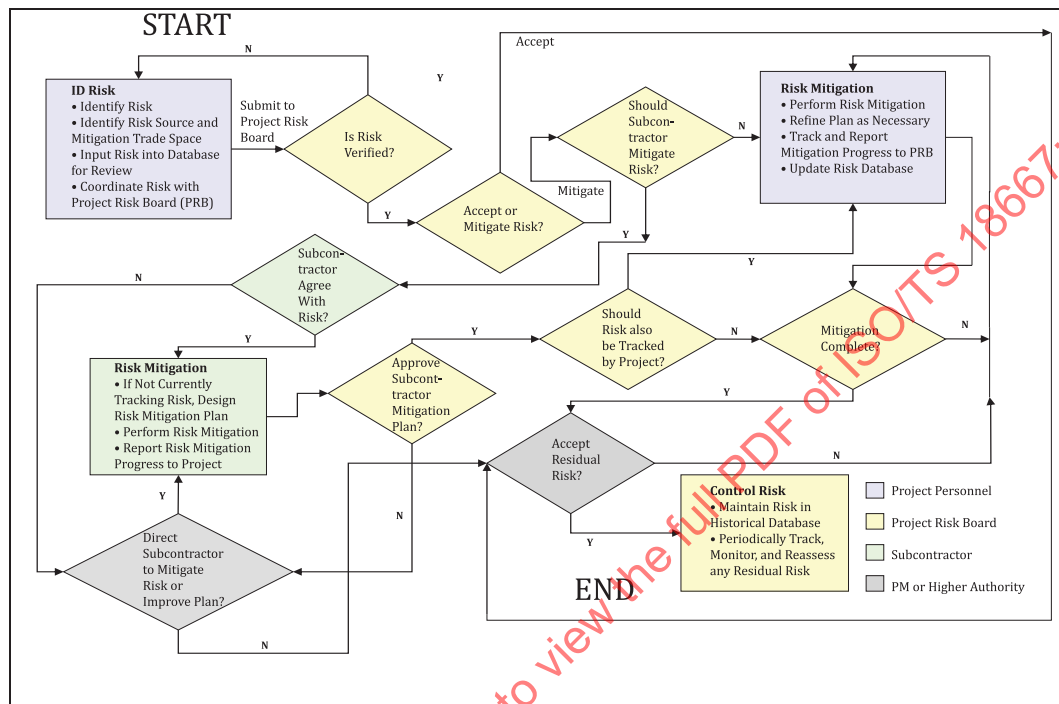 START
N
Accept
Y
ID Risk
• Identify Risk
• Identify Risk Source and
Mitigation Trade Space
• Input Risk into Database
for Review
• Coordinate Risk with
Project Risk Board (PRB)
Submit to
Project Risk
Board
Is Risk
Verified?
Y
Accept or
Mitigate Risk?
Mitigate
Should
Subcon-
tractor
Mitigate
Risk?
N
Y
Risk Mitigation
• Perform Risk Mitigation
• Refine Plan as Necessary
• Track and Report
Mitigation Progress to PRB
• Update Risk Database
N
Subcon-
tractor
Agree
With
Risk?
Y
Y
Should
Risk also
be Tracked
by Project?
N
Mitigation
Complete?
N
Y
Y
Risk Mitigation
• If Not Currently
Tracking Risk, Design
Risk Mitigation Plan
• Perform Risk Mitigation
• Report Risk Mitigation
Progress to Project
Approve
Subcont-
ractor
Mitigation
Plan?
N
Accept
Residual
Risk?
N
Y
Y
Direct
Subcontractor
to Mitigate
Risk or
Improve Plan?
N
Control Risk
• Maintain Risk in
Historical Database
• Periodically Track,
Monitor, and Reassess
any Residual Risk
END
Project Personnel
Project Risk Board
Subcontractor
PM or Higher Authority
to view the full PDF of ISO/TS 18667: